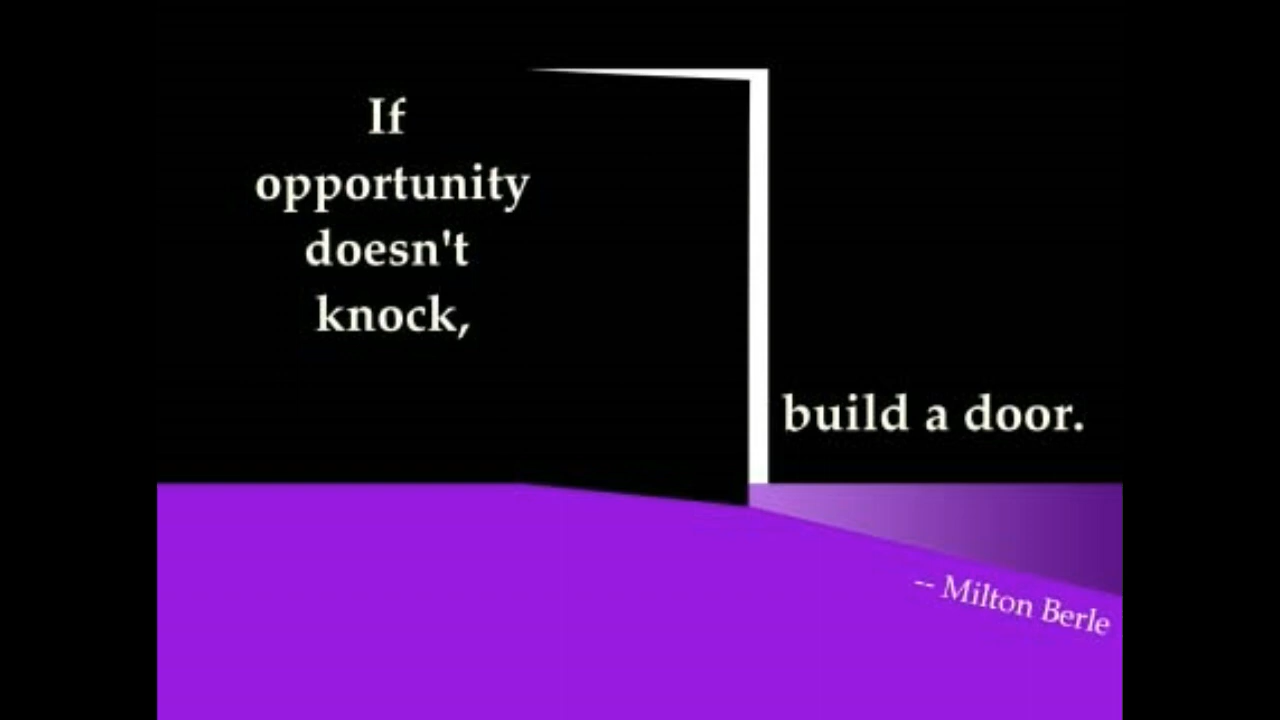 If
opportunity
doesn't
knock,
build a door.
-- Milton Berle